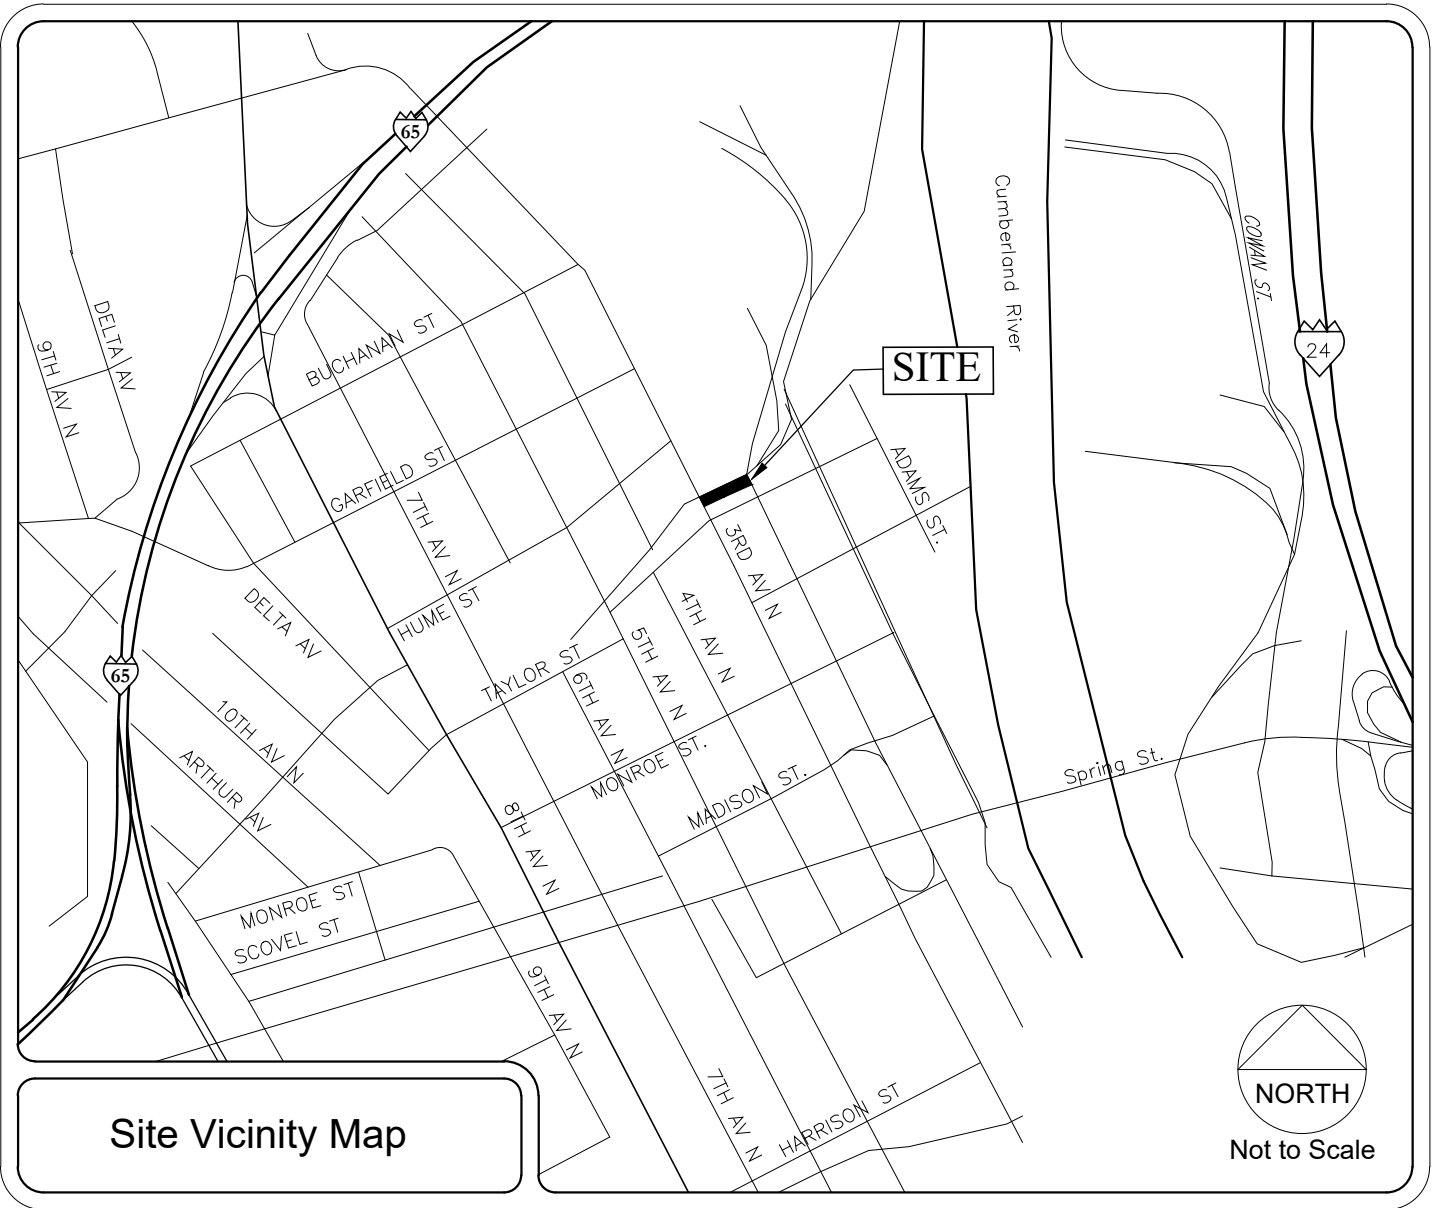 65
Cumberland River
COWAN ST.
DELTA AV
9TH AV N
BUCHANAN ST
24
SITE
GARFIELD ST
7TH AV N
ADAMS ST.
3RD AV N
HUME ST
DELTA AV
4TH AV N
5TH AV N
TAYLOR ST
6TH AV N
65
10TH AV N
ARTHUR AV
MONROE ST.
MADISON ST.
Spring St.
8TH AV N
MONROE ST
SCOVEL ST
9TH AV N
7TH AV N
HARRISON ST
NORTH
Not to Scale
Site Vicinity Map